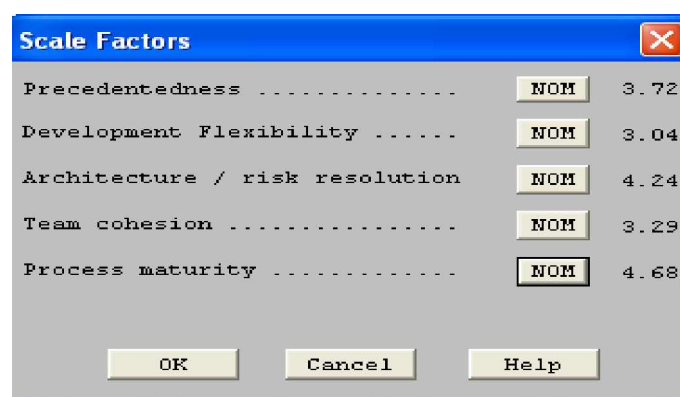 Scale Factors
Precedentedness .............. NOM 3.72
Development Flexibility ...... NOM 3.04
Architecture / risk resolution NOM 4.24
Team cohesion ................ NOM 3.29
Process maturity ............. NOM 4.68
OK Cancel Help